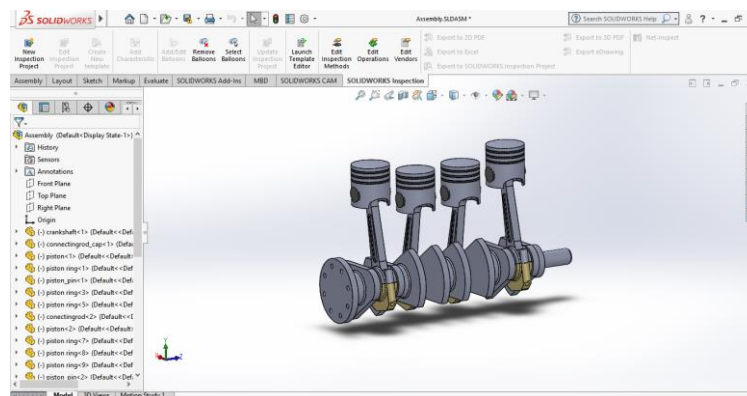 SOLIDWORKS
Assembly.SLDASM *
Search SOLIDWORKS Help
New Inspection Project
Edit Inspection Project
Create New template
Add Characteristic
Add/Edit Balloons
Remove Balloons
Select Balloons
Update Inspection Project
Launch Template Editor
Edit Inspection Methods
Edit Operations
Edit Vendors
Export to 2D PDF
Export to Excel
Export to SOLIDWORKS Inspection Project
Export to 3D PDF
Export eDrawing
Net-Inspect
Assembly Layout Sketch Markup Evaluate SOLIDWORKS Add-Ins MBD SOLIDWORKS CAM SOLIDWORKS Inspection
Assembly (Default<Display State-1>)
History
Sensors
Annotations
Front Plane
Top Plane
Right Plane
Origin
(-) crankshaft<1> (Default<<Def
(-) connectingrod_cap<1> (Defau
(-) piston<1> (Default<<Default
(-) piston ring<1> (Default<<Def
(-) piston_pin<1> (Default<<Def
(-) piston ring<3> (Default<<Def
(-) piston ring<5> (Default<<Def
(-) conectingrod<2> (Default<<
(-) piston<2> (Default<<Default
(-) piston ring<7> (Default<<Def
(-) piston ring<8> (Default<<Def
(-) piston ring<9> (Default<<Def
(-) piston pin<2> (Default<<Def
Model 3D Views Motion Study 1